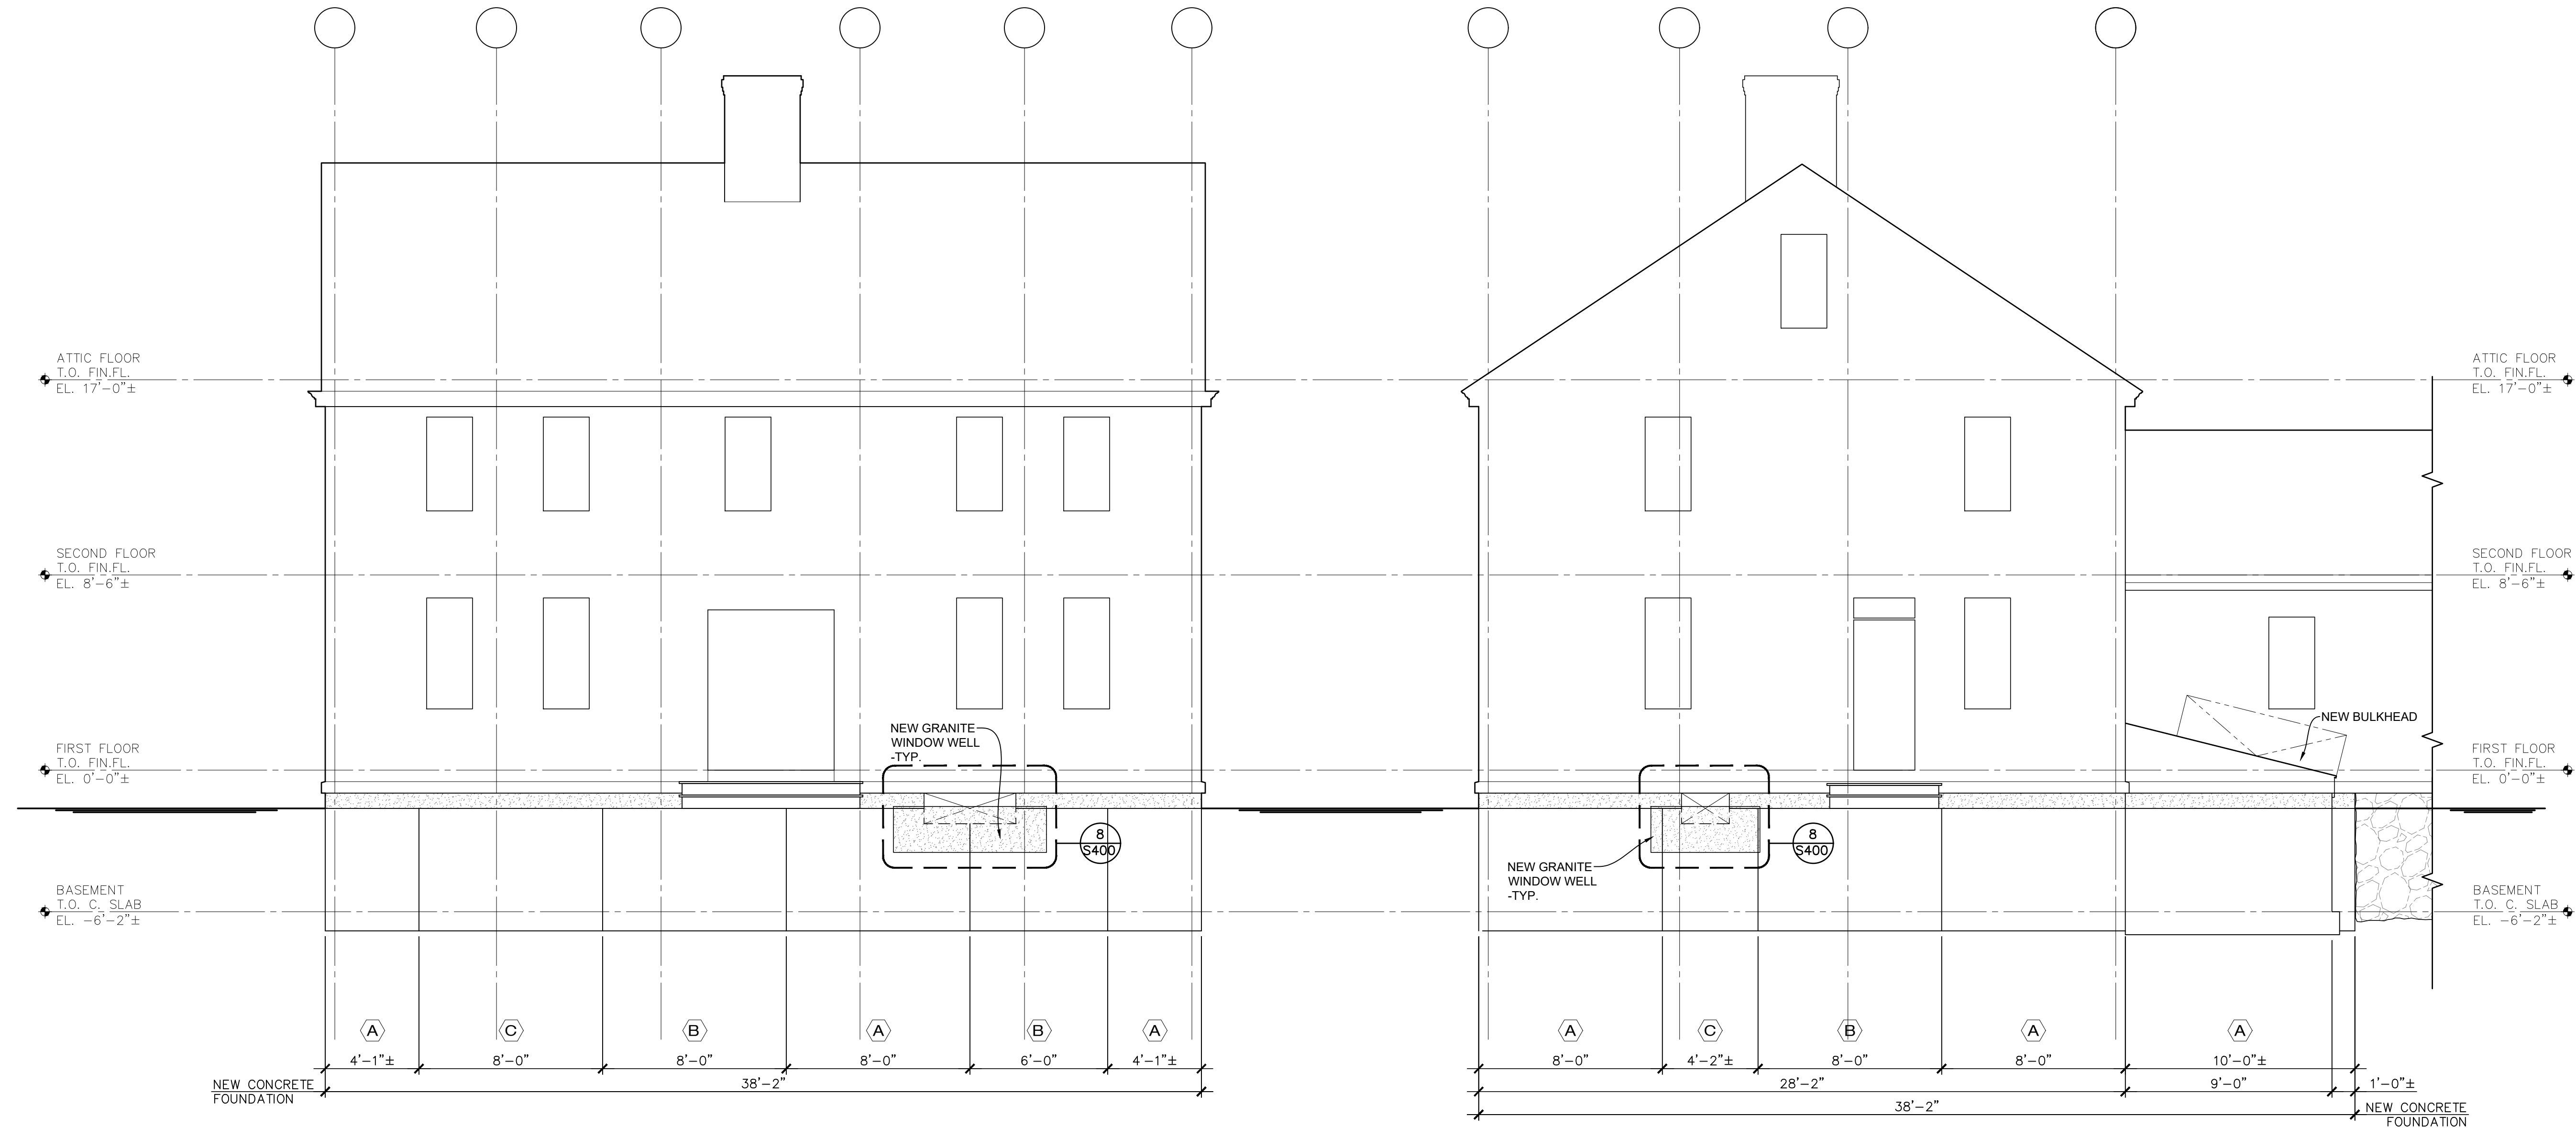 ATTIC FLOOR
T.O. FIN.FL.
EL. 17'-0"±
SECOND FLOOR
T.O. FIN.FL.
EL. 8'-6"±
FIRST FLOOR
T.O. FIN.FL.
EL. 0'-0"±
BASEMENT
T.O. C. SLAB
EL. -6'-2"±
NEW GRANITE
WINDOW WELL
-TYP.
8
S400
A
C
B
A
B
A
4'-1"±
8'-0"
8'-0"
8'-0"
6'-0"
4'-1"±
38'-2"
NEW CONCRETE
FOUNDATION
NEW GRANITE
WINDOW WELL
-TYP.
8
S400
NEW BULKHEAD
A
C
B
A
A
8'-0"
4'-2"±
8'-0"
8'-0"
10'-0"±
28'-2"
9'-0"
1'-0"±
38'-2"
NEW CONCRETE
FOUNDATION
ATTIC FLOOR
T.O. FIN.FL.
EL. 17'-0"±
SECOND FLOOR
T.O. FIN.FL.
EL. 8'-6"±
FIRST FLOOR
T.O. FIN.FL.
EL. 0'-0"±
BASEMENT
T.O. C. SLAB
EL. -6'-2"±